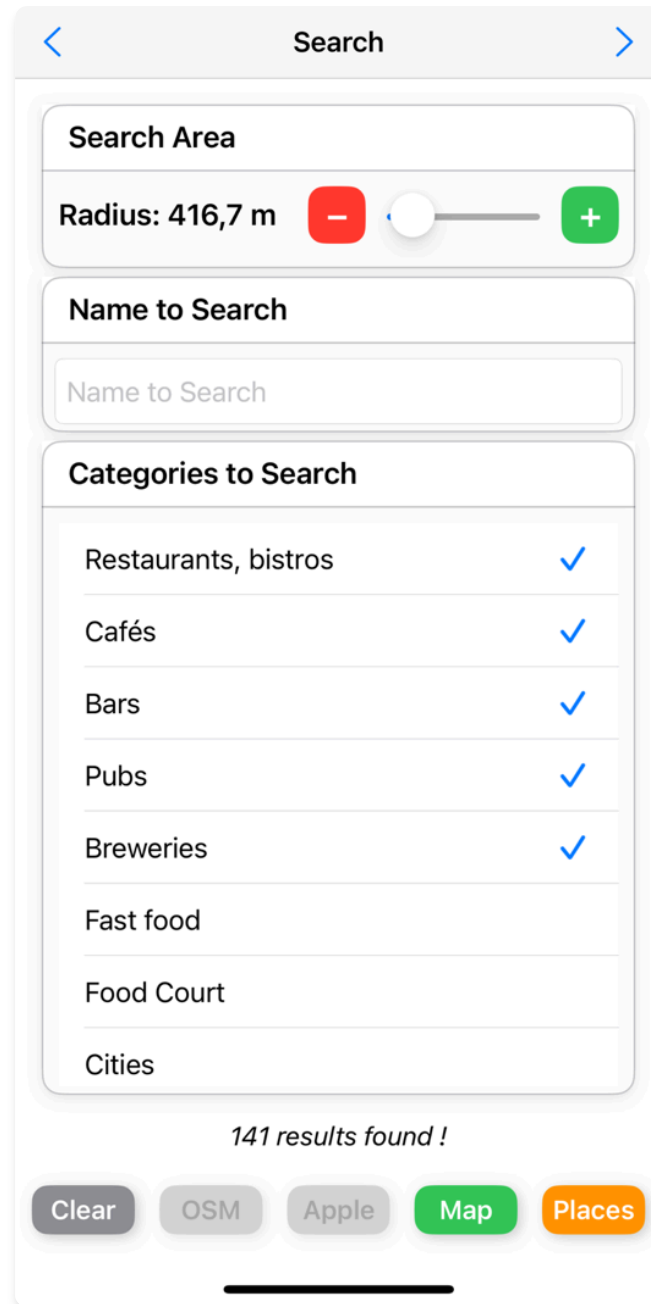 Search
Search Area
Radius: 416,7 m
Name to Search
Name to Search
Categories to Search
Restaurants, bistros
Cafés
Bars
Pubs
Breweries
Fast food
Food Court
Cities
141 results found !
Clear OSM Apple Map Places